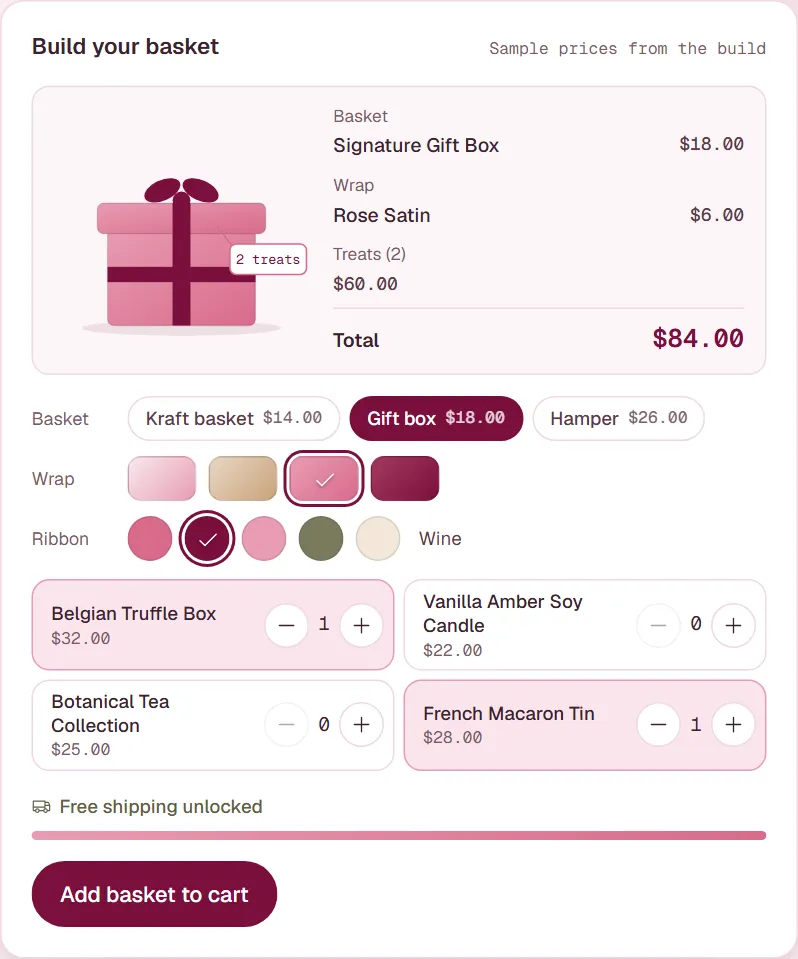 Build your basket
Sample prices from the build
Basket
Signature Gift Box $18.00
Wrap
Rose Satin $6.00
Treats (2)
$60.00
2 treats
Total $84.00
Basket Kraft basket $14.00 Gift box $18.00 Hamper $26.00
Wrap
Ribbon Wine
Belgian Truffle Box
$32.00
1
Vanilla Amber Soy
Candle
$22.00
0
Botanical Tea
Collection
$25.00
0
French Macaron Tin
$28.00
1
Free shipping unlocked
Add basket to cart